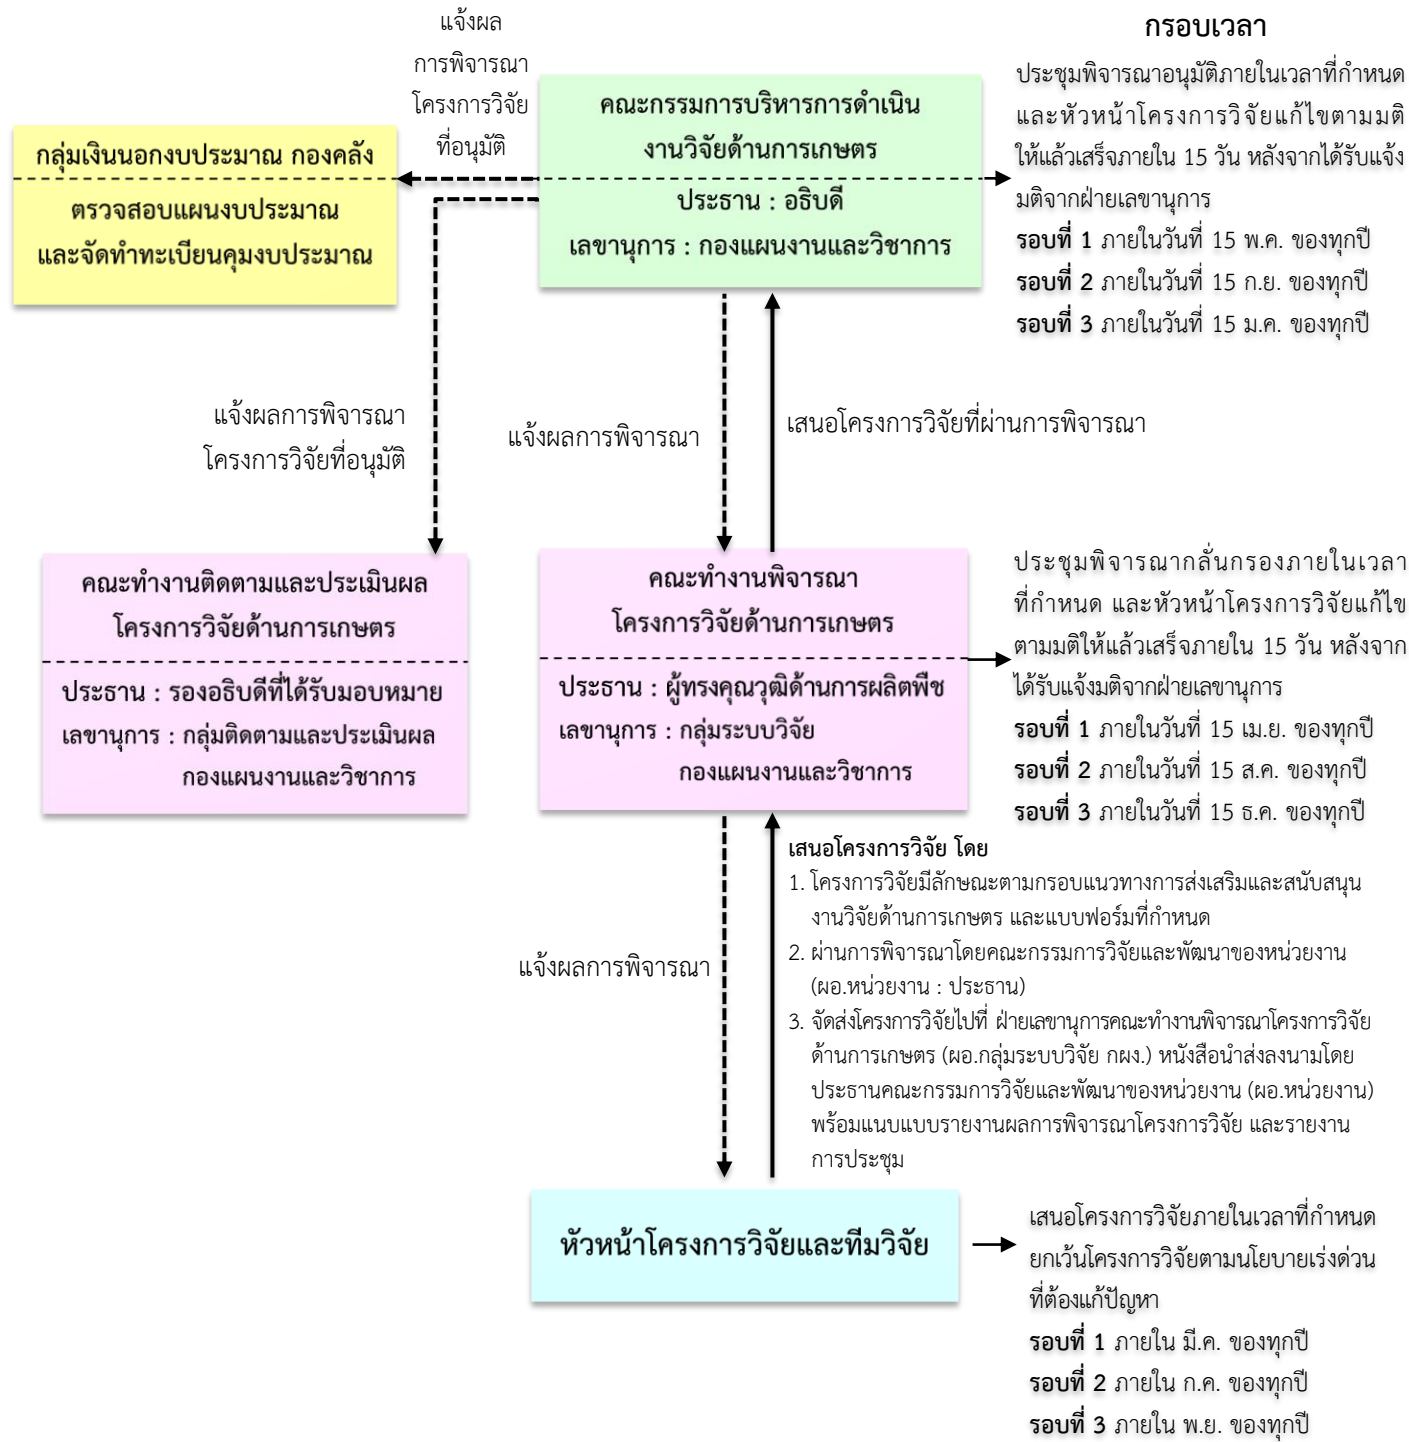 แจ้งผล
การพิจารณา
โครงการวิจัย
ที่อนุมัติ
กรอบเวลา
ประชุมพิจารณาอนุมัติภายในเวลาที่กำหนด
และหัวหน้าโครงการวิจัยแก้ไขตามมติ
ให้แล้วเสร็จภายใน 15 วัน หลังจากได้รับแจ้ง
มติจากฝ่ายเลขานุการ
รอบที่ 1 ภายในวันที่ 15 พ.ค. ของทุกปี
รอบที่ 2 ภายในวันที่ 15 ก.ย. ของทุกปี
รอบที่ 3 ภายในวันที่ 15 ม.ค. ของทุกปี
คณะกรรมการบริหารการดำเนิน
งานวิจัยด้านการเกษตร
ประธาน : อธิบดี
เลขานุการ : กองแผนงานและวิชาการ
กลุ่มเงินนอกงบประมาณ กองคลัง
ตรวจสอบแผนงบประมาณ
และจัดทำทะเบียนคุมงบประมาณ
แจ้งผลการพิจารณา
โครงการวิจัยที่อนุมัติ
แจ้งผลการพิจารณา
เสนอโครงการวิจัยที่ผ่านการพิจารณา
คณะทำงานติดตามและประเมินผล
โครงการวิจัยด้านการเกษตร
ประธาน : รองอธิบดีที่ได้รับมอบหมาย
เลขานุการ : กลุ่มติดตามและประเมินผล
กองแผนงานและวิชาการ
คณะทำงานพิจารณา
โครงการวิจัยด้านการเกษตร
ประธาน : ผู้ทรงคุณวุฒิด้านการผลิตพืช
เลขานุการ : กลุ่มระบบวิจัย
กองแผนงานและวิชาการ
ประชุมพิจารณากลั่นกรองภายในเวลา
ที่กำหนด และหัวหน้าโครงการวิจัยแก้ไข
ตามมติให้แล้วเสร็จภายใน 15 วัน หลังจาก
ได้รับแจ้งมติจากฝ่ายเลขานุการ
รอบที่ 1 ภายในวันที่ 15 เม.ย. ของทุกปี
รอบที่ 2 ภายในวันที่ 15 ส.ค. ของทุกปี
รอบที่ 3 ภายในวันที่ 15 ธ.ค. ของทุกปี
แจ้งผลการพิจารณา
เสนอโครงการวิจัย โดย
1. โครงการวิจัยมีลักษณะตามกรอบแนวทางการส่งเสริมและสนับสนุน
งานวิจัยด้านการเกษตร และแบบฟอร์มที่กำหนด
2. ผ่านการพิจารณาโดยคณะกรรมการวิจัยและพัฒนาของหน่วยงาน
(ผอ.หน่วยงาน : ประธาน)
3. จัดส่งโครงการวิจัยไปที่ ฝ่ายเลขานุการคณะทำงานพิจารณาโครงการวิจัย
ด้านการเกษตร (ผอ.กลุ่มระบบวิจัย กผง.) หนังสือนำส่งลงนามโดย
ประธานคณะกรรมการวิจัยและพัฒนาของหน่วยงาน (ผอ.หน่วยงาน)
พร้อมแนบแบบรายงานผลการพิจารณาโครงการวิจัย และรายงาน
การประชุม
หัวหน้าโครงการวิจัยและทีมวิจัย
เสนอโครงการวิจัยภายในเวลาที่กำหนด
ยกเว้นโครงการวิจัยตามนโยบายเร่งด่วน
ที่ต้องแก้ปัญหา
รอบที่ 1 ภายใน มี.ค. ของทุกปี
รอบที่ 2 ภายใน ก.ค. ของทุกปี
รอบที่ 3 ภายใน พ.ย. ของทุกปี